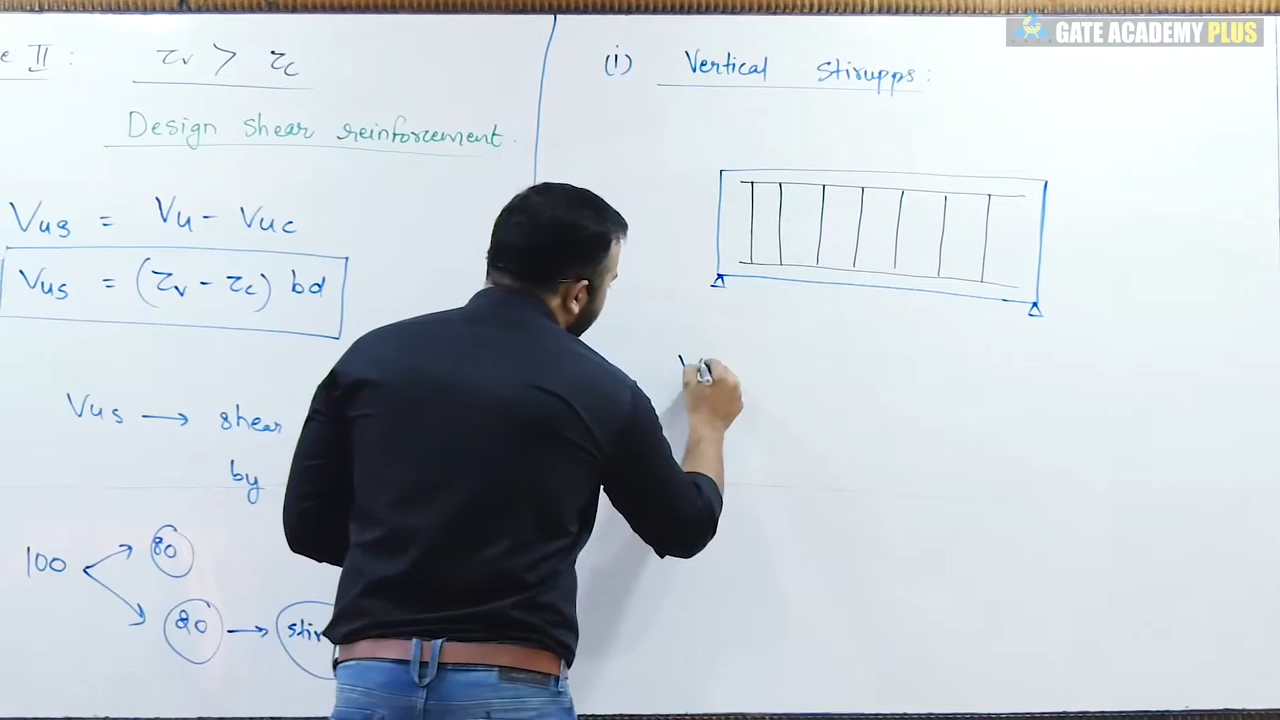 e II : τv > τc
Design shear reinforcement.
Vus = Vu - Vuc
Vus = (τv - τc) bd
Vus → shear
by
100
80
20 → stir
(i) Vertical Stirupps:
GATE ACADEMY PLUS